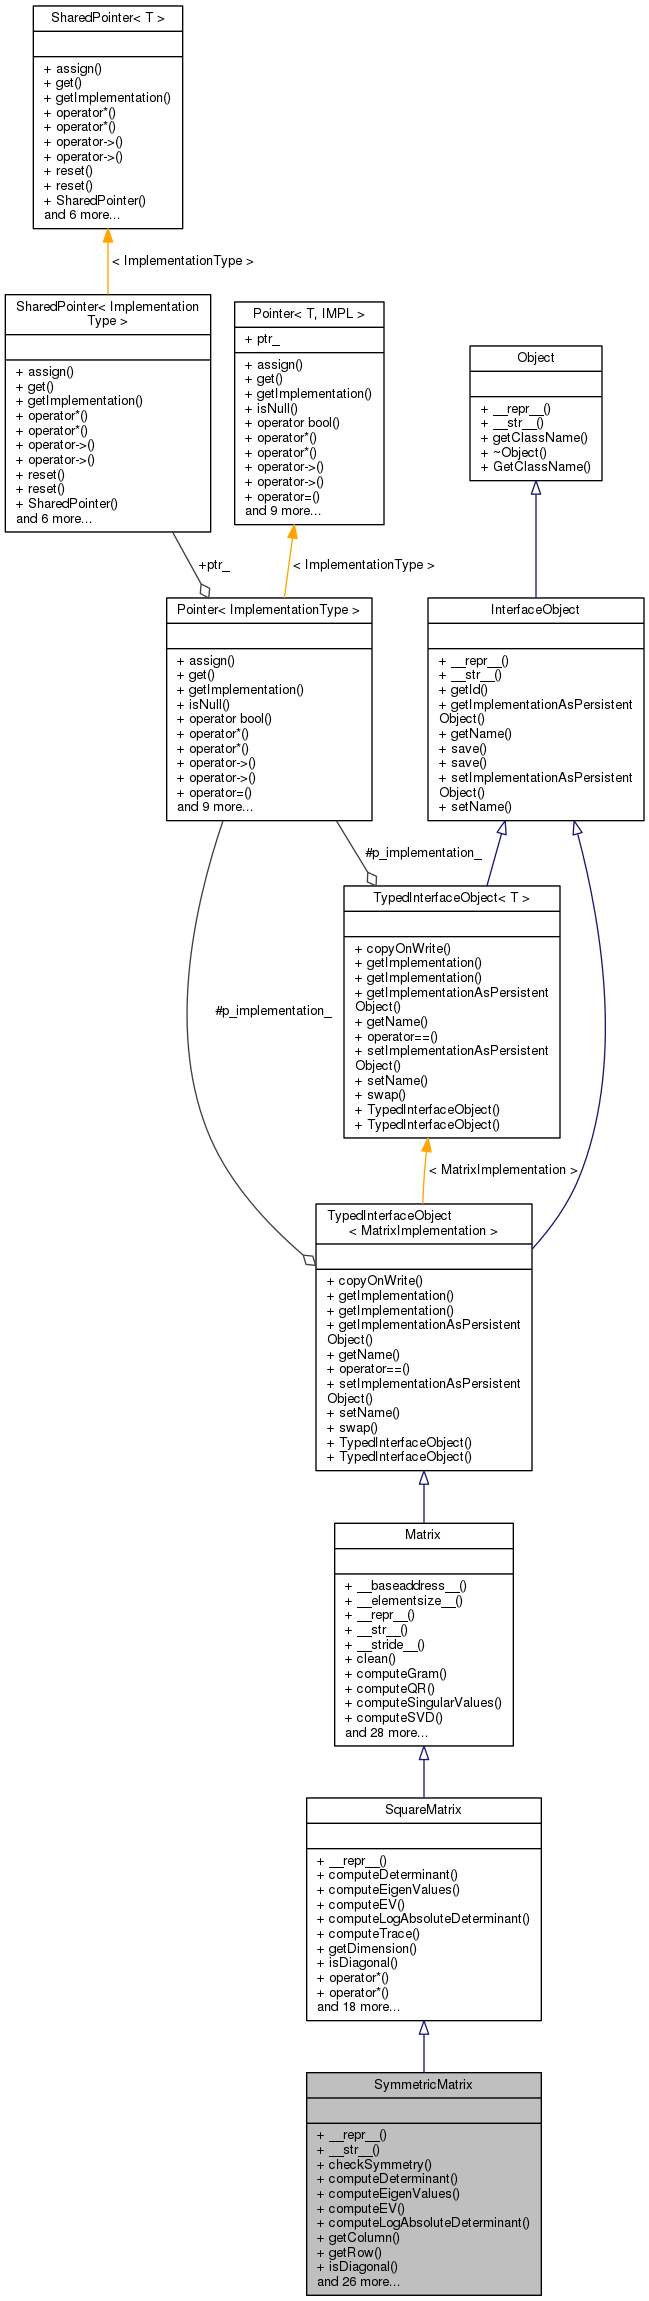 SharedPointer< T >
+ assign()
+ get()
+ getImplementation()
+ operator*()
+ operator*()
+ operator->()
+ operator->()
+ reset()
+ reset()
+ SharedPointer()
and 6 more...
< ImplementationType >
SharedPointer< Implementation
Type >
+ assign()
+ get()
+ getImplementation()
+ operator*()
+ operator*()
+ operator->()
+ operator->()
+ reset()
+ reset()
+ SharedPointer()
and 6 more...
Pointer< T, IMPL >
+ ptr_
+ assign()
+ get()
+ getImplementation()
+ isNull()
+ operator bool()
+ operator*()
+ operator*()
+ operator->()
+ operator->()
+ operator=()
and 9 more...
Object
+ __repr__()
+ __str__()
+ getClassName()
+ ~Object()
+ GetClassName()
+ptr_
< ImplementationType >
Pointer< ImplementationType >
+ assign()
+ get()
+ getImplementation()
+ isNull()
+ operator bool()
+ operator*()
+ operator*()
+ operator->()
+ operator->()
+ operator=()
and 9 more...
InterfaceObject
+ __repr__()
+ __str__()
+ getId()
+ getImplementationAsPersistent
Object()
+ getName()
+ save()
+ save()
+ setImplementationAsPersistent
Object()
+ setName()
#p_implementation_
TypedInterfaceObject< T >
+ copyOnWrite()
+ getImplementation()
+ getImplementation()
+ getImplementationAsPersistent
Object()
+ getName()
+ operator==()
+ setImplementationAsPersistent
Object()
+ setName()
+ swap()
+ TypedInterfaceObject()
+ TypedInterfaceObject()
#p_implementation_
< MatrixImplementation >
TypedInterfaceObject
< MatrixImplementation >
+ copyOnWrite()
+ getImplementation()
+ getImplementation()
+ getImplementationAsPersistent
Object()
+ getName()
+ operator==()
+ setImplementationAsPersistent
Object()
+ setName()
+ swap()
+ TypedInterfaceObject()
+ TypedInterfaceObject()
Matrix
+ __baseaddress__()
+ __elementsize__()
+ __repr__()
+ __str__()
+ __stride__()
+ clean()
+ computeGram()
+ computeQR()
+ computeSingularValues()
+ computeSVD()
and 28 more...
SquareMatrix
+ __repr__()
+ computeDeterminant()
+ computeEigenValues()
+ computeEV()
+ computeLogAbsoluteDeterminant()
+ computeTrace()
+ getDimension()
+ isDiagonal()
+ operator*()
+ operator*()
and 18 more...
SymmetricMatrix
+ __repr__()
+ __str__()
+ checkSymmetry()
+ computeDeterminant()
+ computeEigenValues()
+ computeEV()
+ computeLogAbsoluteDeterminant()
+ getColumn()
+ getRow()
+ isDiagonal()
and 26 more...